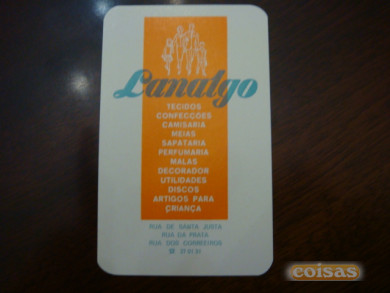 Lanalgo
TECIDOS
CONFECÇÕES
CAMISARIA
MEIAS
SAPATARIA
PERFUMARIA
MALAS
DECORADOR
UTILIDADES
DISCOS
ARTIGOS PARA
CRIANÇA
RUA DE SANTA JUSTA
RUA DA PRATA
RUA DOS CORREEIROS
coisas